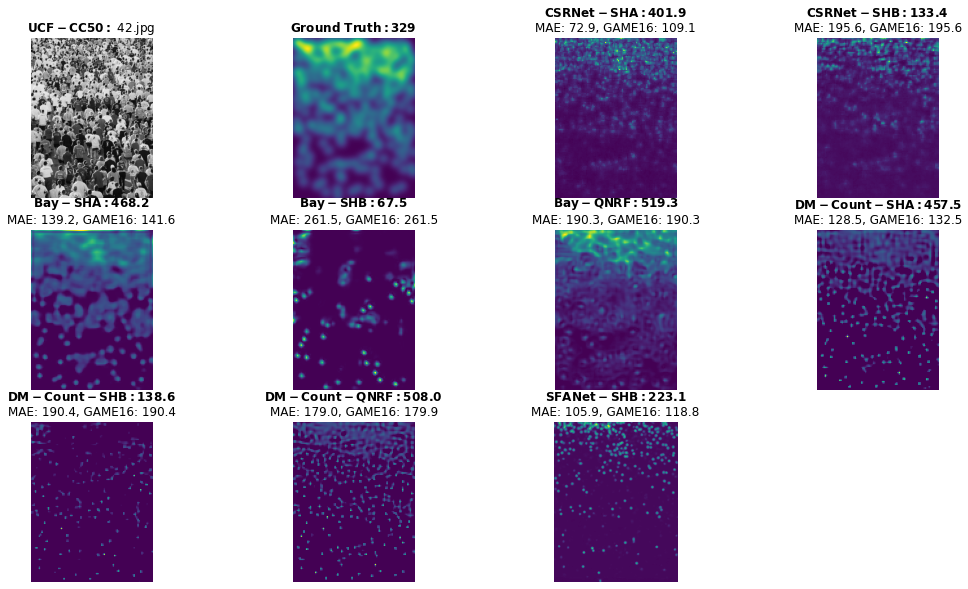 UCF − CC50 : 42.jpg
Ground Truth : 329
CSRNet − SHA : 401.9
MAE: 72.9, GAME16: 109.1
CSRNet − SHB : 133.4
MAE: 195.6, GAME16: 195.6
Bay − SHA : 468.2
MAE: 139.2, GAME16: 141.6
Bay − SHB : 67.5
MAE: 261.5, GAME16: 261.5
Bay − QNRF : 519.3
MAE: 190.3, GAME16: 190.3
DM − Count − SHA : 457.5
MAE: 128.5, GAME16: 132.5
DM − Count − SHB : 138.6
MAE: 190.4, GAME16: 190.4
DM − Count − QNRF : 508.0
MAE: 179.0, GAME16: 179.9
SFANet − SHB : 223.1
MAE: 105.9, GAME16: 118.8